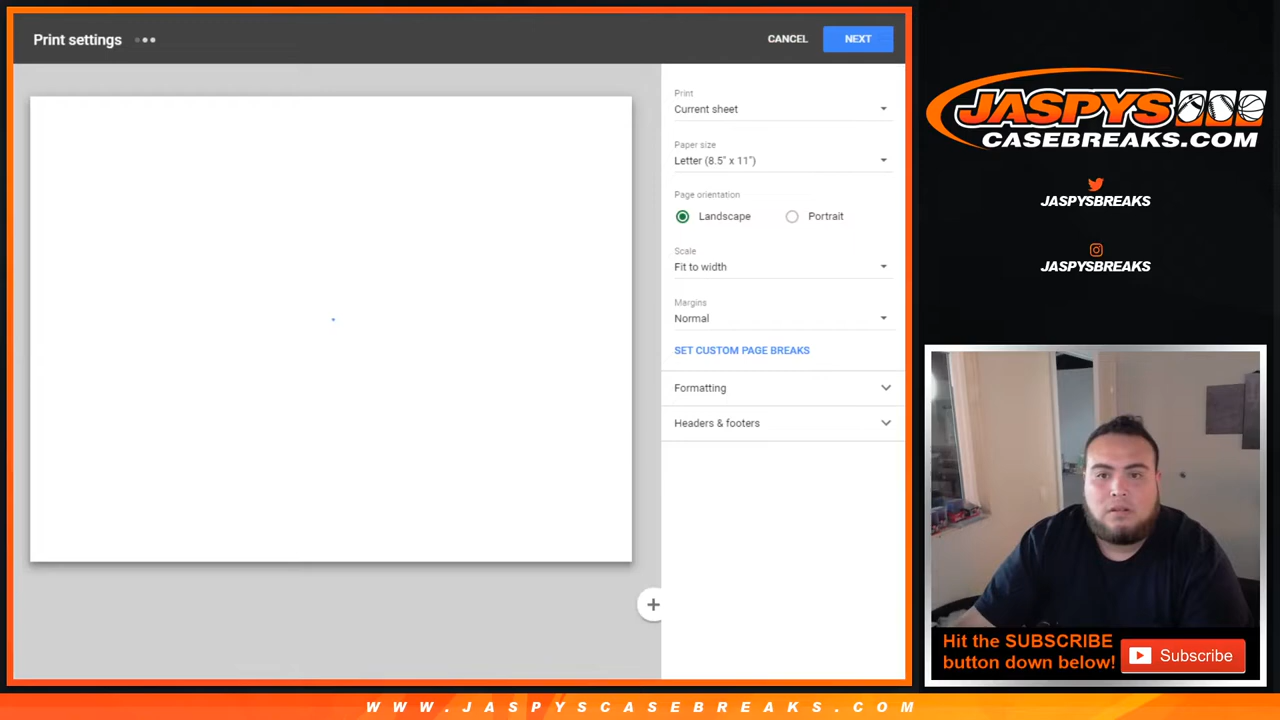 Print settings
CANCEL
NEXT
Print
Current sheet
Paper size
Letter (8.5" x 11")
Page orientation
Landscape
Portrait
Scale
Fit to width
Margins
Normal
SET CUSTOM PAGE BREAKS
Formatting
Headers & footers
JASPYS
CASEBREAKS.COM
JASPYSBREAKS
JASPYSBREAKS
Hit the SUBSCRIBE
button down below!
Subscribe
WWW.JASPYSCASEBREAKS.COM